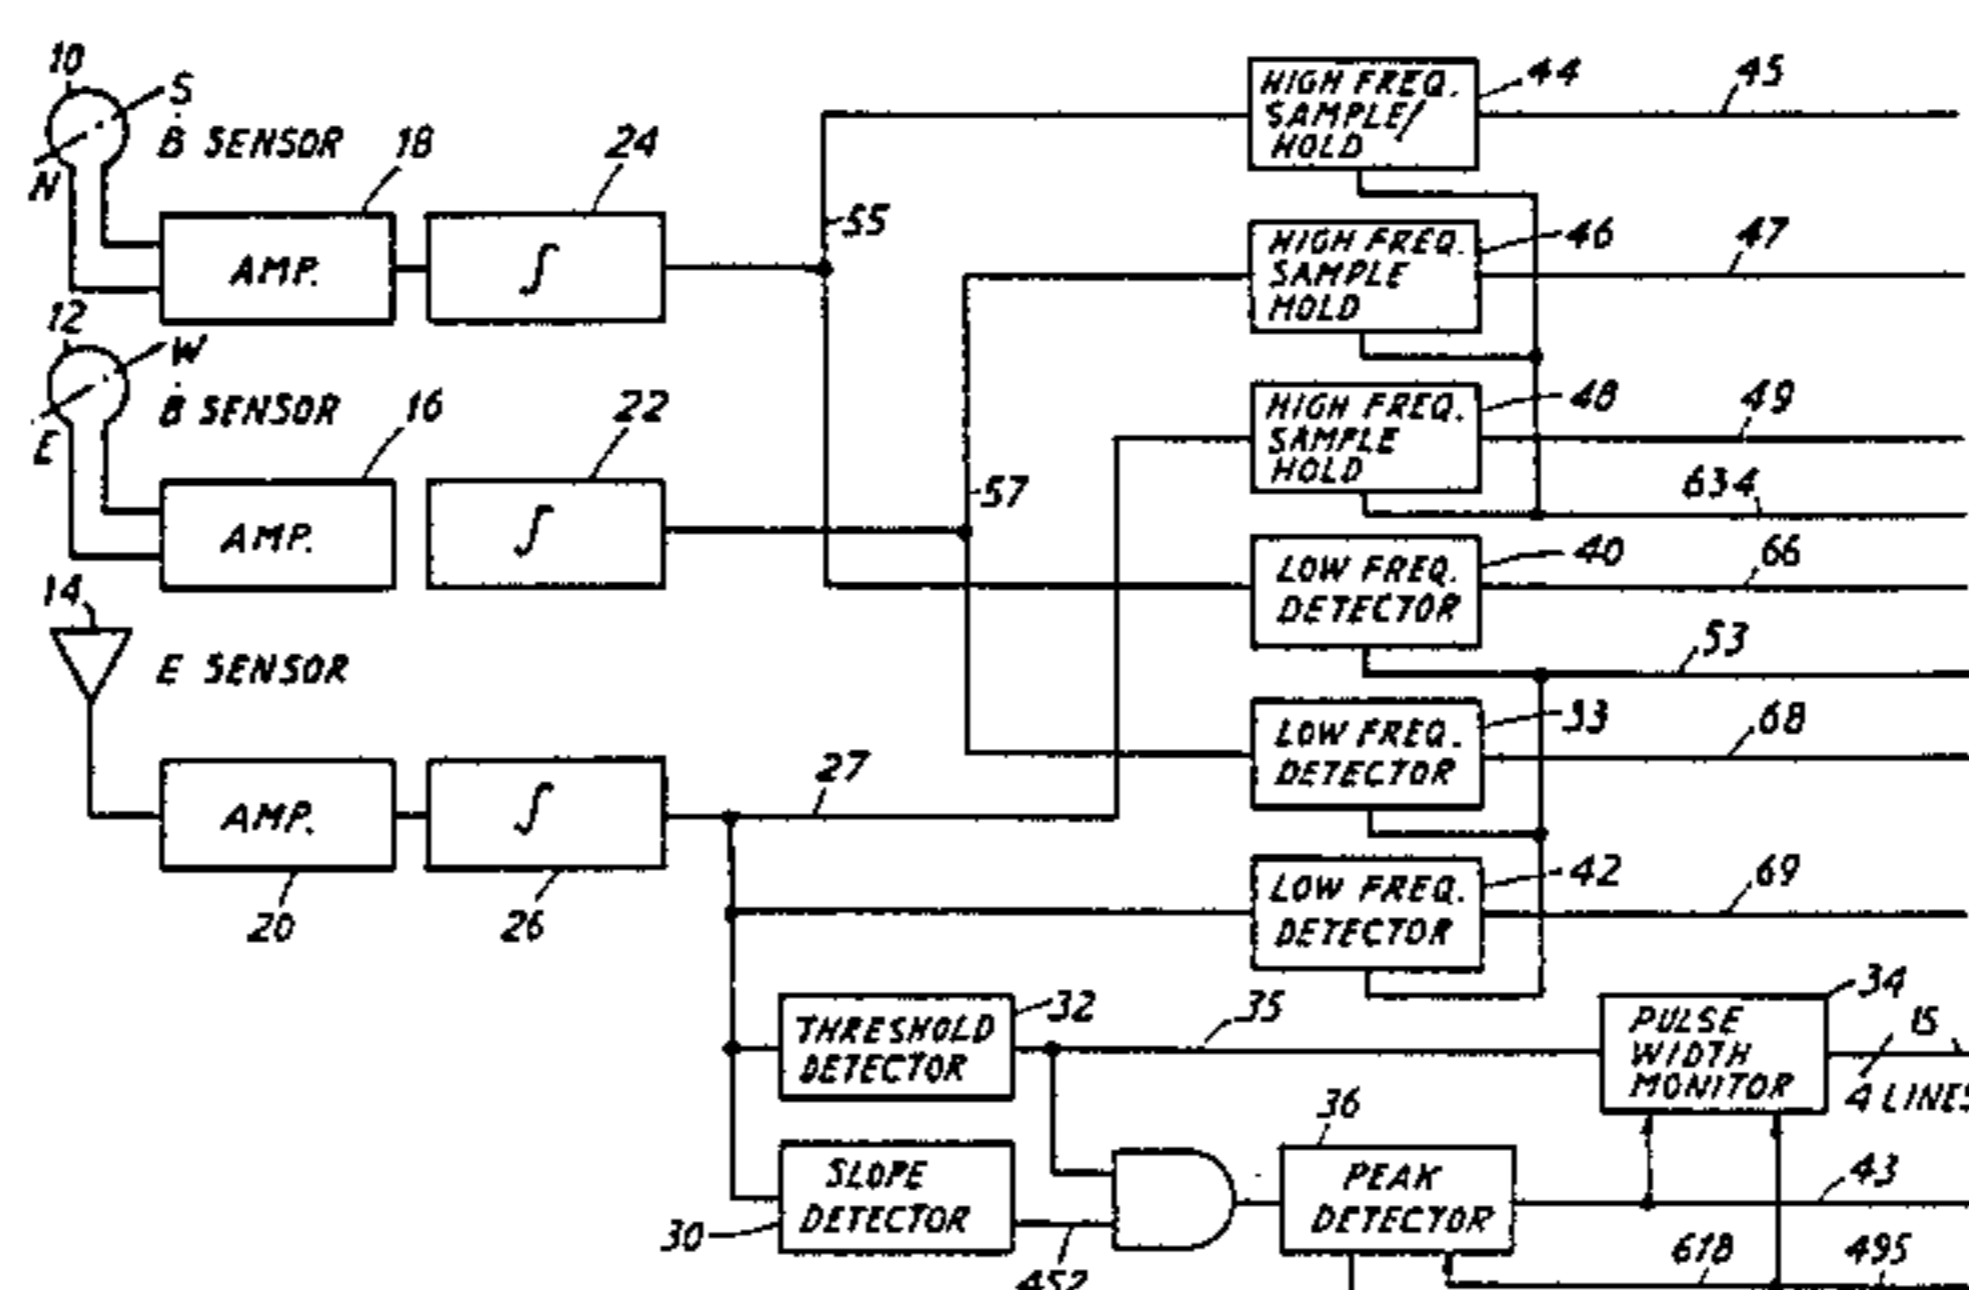 10
S
Ḃ SENSOR
N
18
24
AMP.
∫
55
HIGH FREQ.
SAMPLE/
HOLD
44
45
12
W
Ḃ SENSOR
E
16
22
AMP.
∫
57
HIGH FREQ.
SAMPLE
HOLD
46
47
HIGH FREQ.
SAMPLE
HOLD
48
49
634
14
E SENSOR
LOW FREQ.
DETECTOR
40
66
53
LOW FREQ.
DETECTOR
33
68
AMP.
∫
27
20
26
LOW FREQ.
DETECTOR
42
69
THRESHOLD
DETECTOR
32
35
PULSE
WIDTH
MONITOR
34
15
4 LINES
SLOPE
DETECTOR
30
452
36
PEAK
DETECTOR
43
618
495